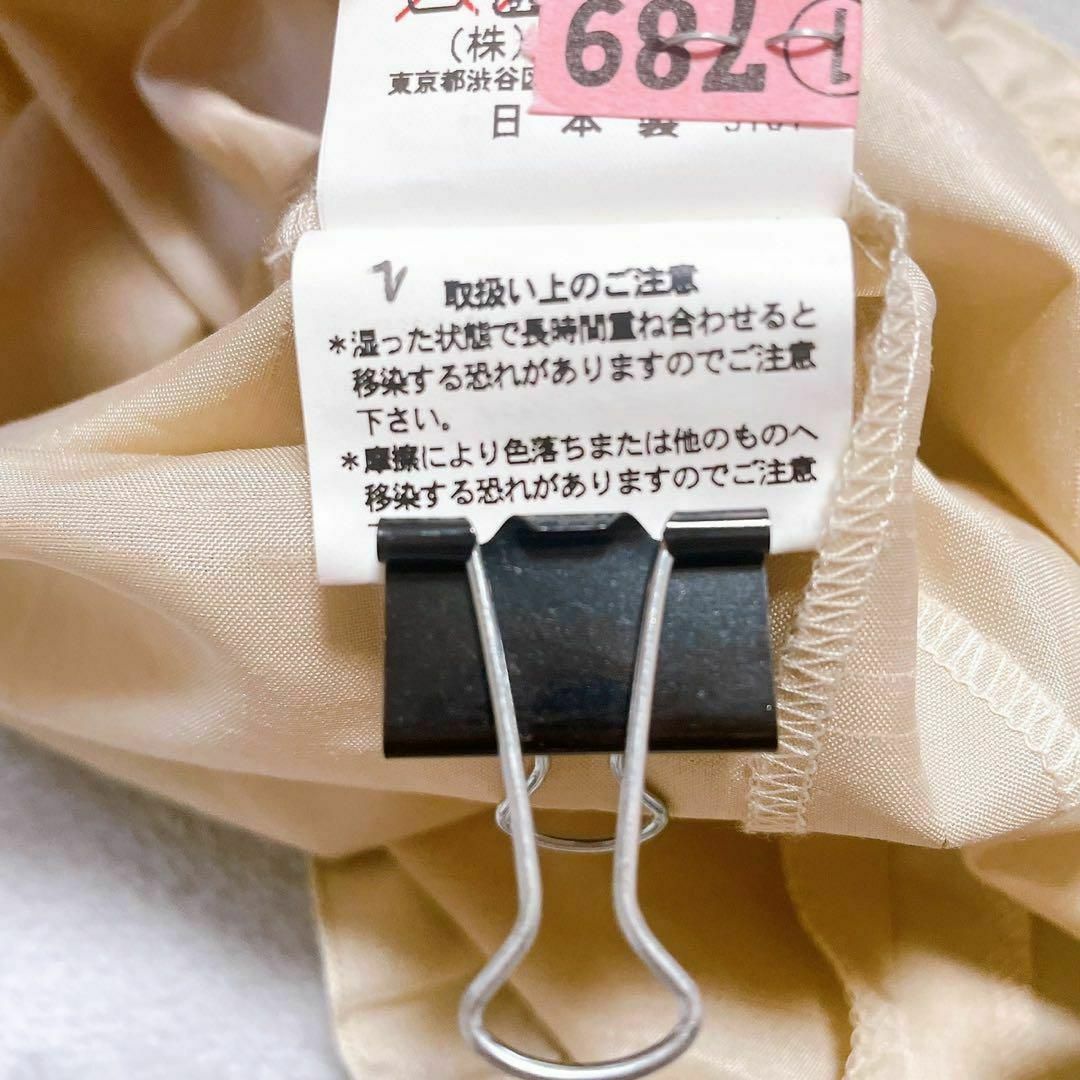 (株)
東京都渋谷区
日本製
①789
取扱い上のご注意
*湿った状態で長時間重ね合わせると
移染する恐れがありますのでご注意
下さい。
*摩擦により色落ちまたは他のものへ
移染する恐れがありますのでご注意